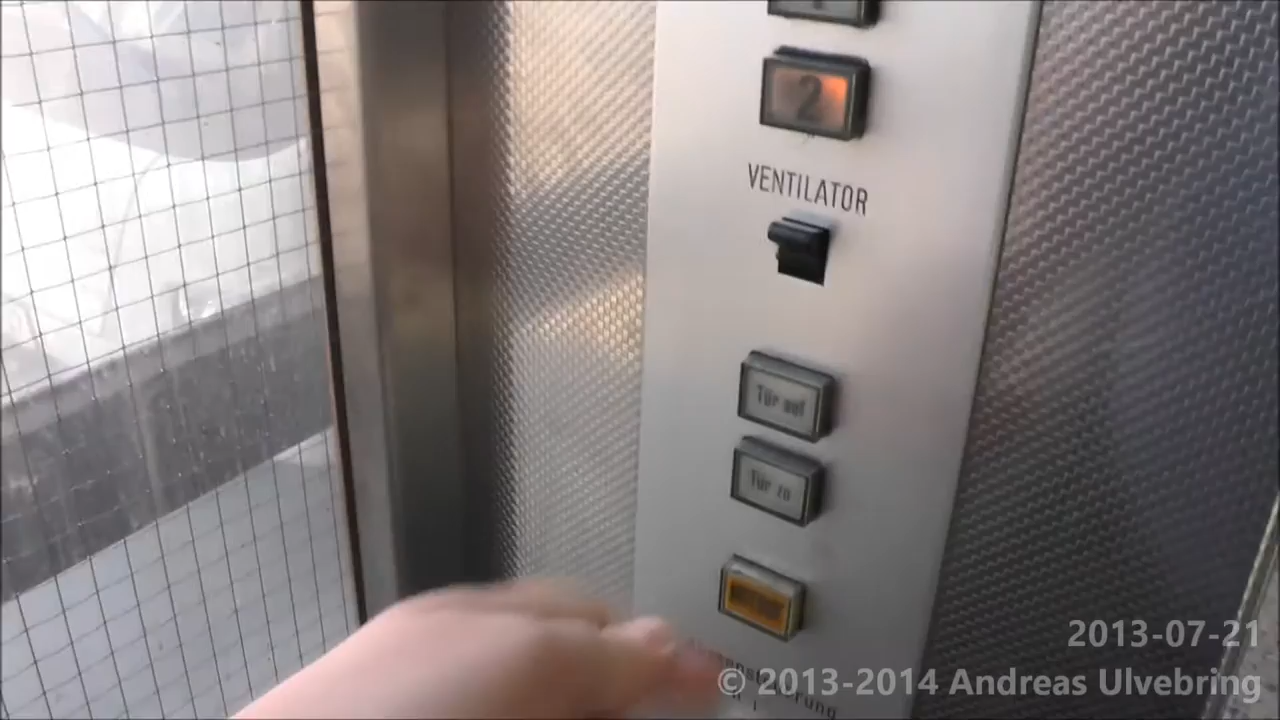 2
VENTILATOR
Tür auf
Tür zu
2013-07-21
© 2013-2014 Andreas Ulvebring